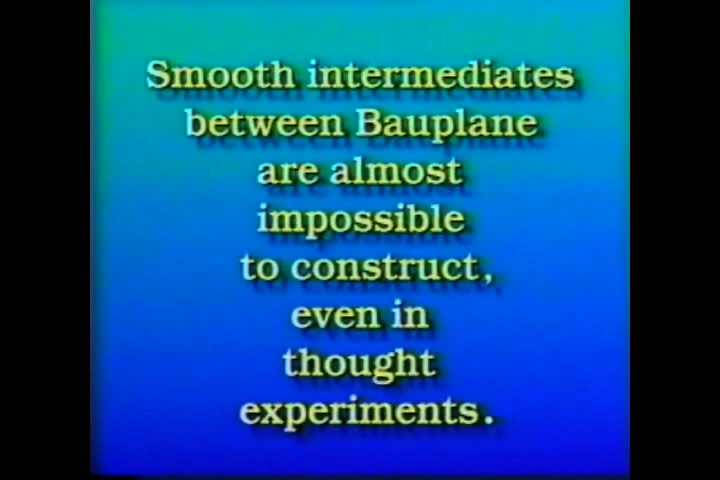 Smooth intermediates
between Bauplane
are almost
impossible
to construct,
even in
thought
experiments.